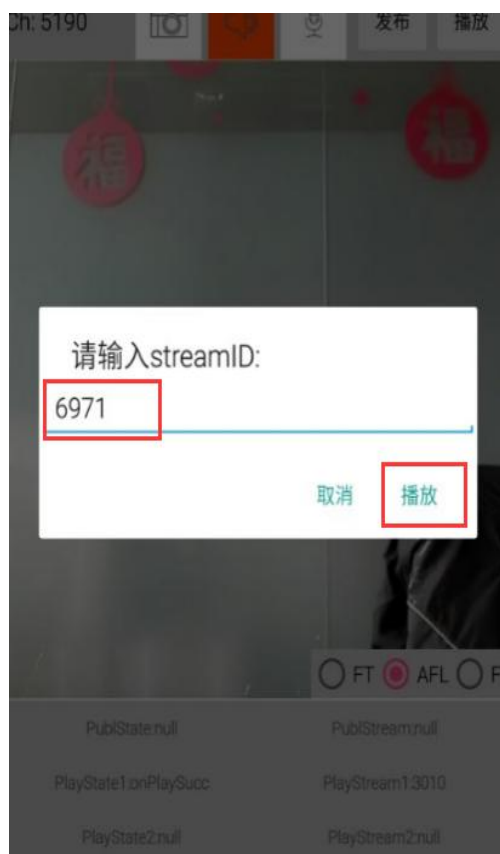 Ch: 5190
发布
播放
福
福
请输入streamID:
6971
取消
播放
FT
AFL
F
PublState:null
PublStream:null
PlayState1:onPlaySucc
PlayStream1:3010
PlayState2:null
PlayStream2:null